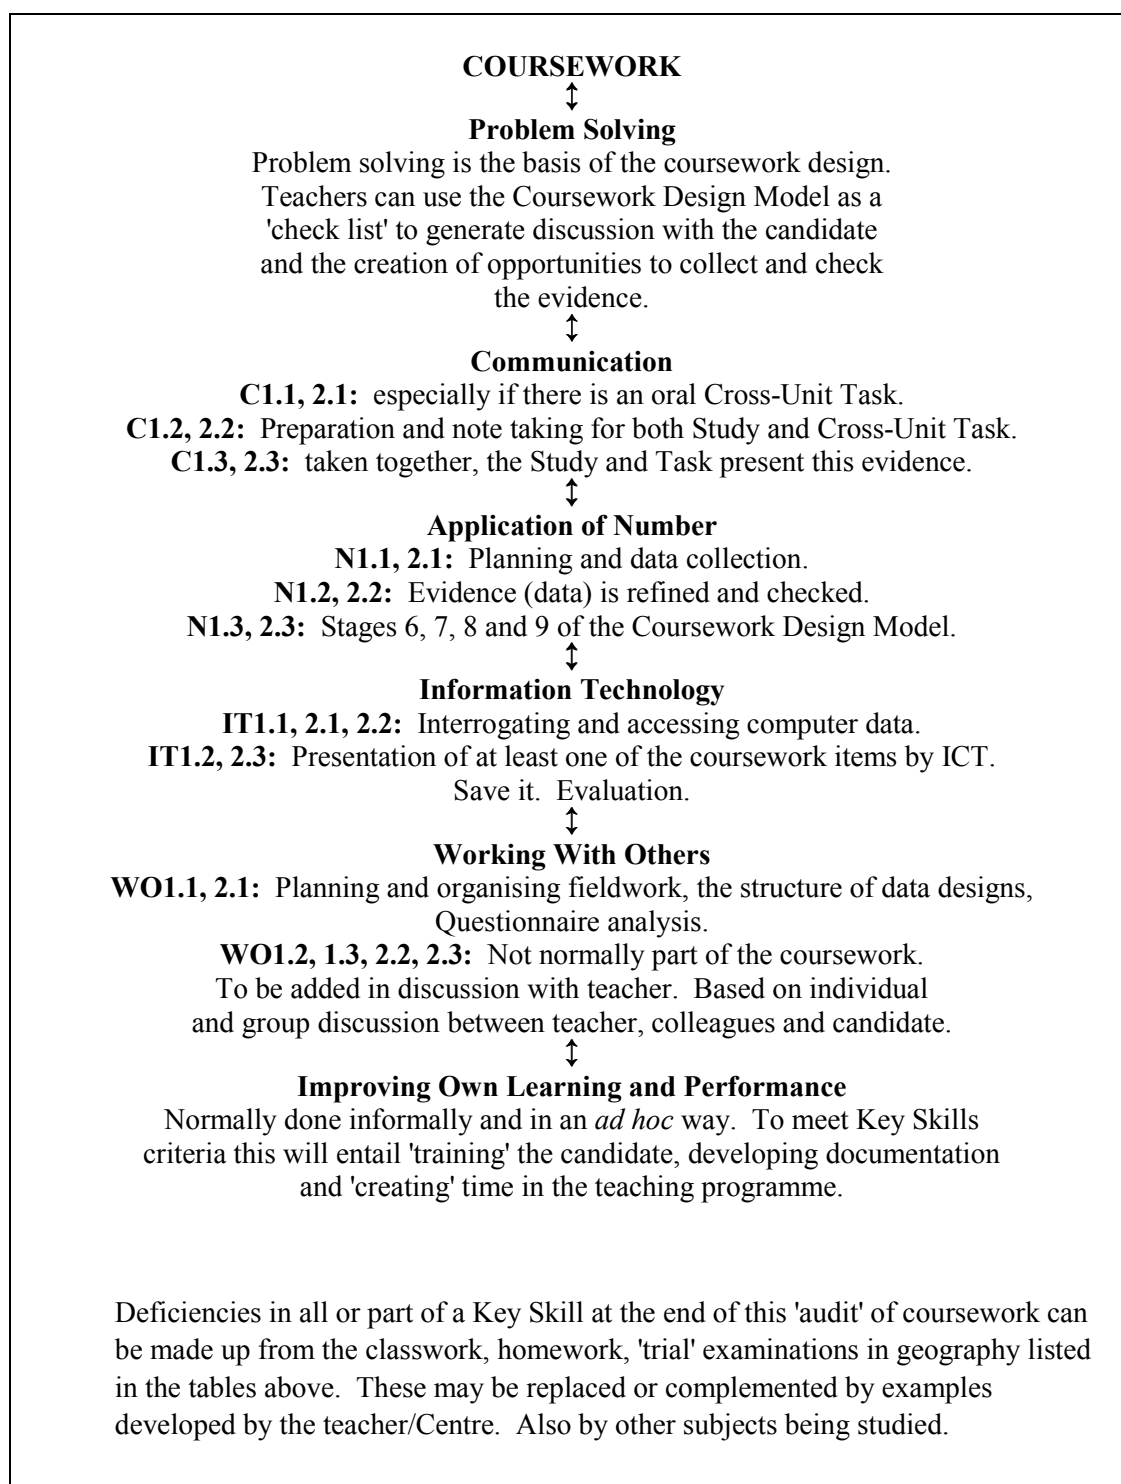 COURSEWORK
↕
Problem Solving
Problem solving is the basis of the coursework design.
Teachers can use the Coursework Design Model as a
'check list' to generate discussion with the candidate
and the creation of opportunities to collect and check
the evidence.
↕
Communication
C1.1, 2.1:  especially if there is an oral Cross-Unit Task.
C1.2, 2.2:  Preparation and note taking for both Study and Cross-Unit Task.
C1.3, 2.3:  taken together, the Study and Task present this evidence.
↕
Application of Number
N1.1, 2.1:  Planning and data collection.
N1.2, 2.2:  Evidence (data) is refined and checked.
N1.3, 2.3:  Stages 6, 7, 8 and 9 of the Coursework Design Model.
↕
Information Technology
IT1.1, 2.1, 2.2:  Interrogating and accessing computer data.
IT1.2, 2.3:  Presentation of at least one of the coursework items by ICT.
Save it.  Evaluation.
↕
Working With Others
WO1.1, 2.1:  Planning and organising fieldwork, the structure of data designs,
Questionnaire analysis.
WO1.2, 1.3, 2.2, 2.3:  Not normally part of the coursework.
To be added in discussion with teacher.  Based on individual
and group discussion between teacher, colleagues and candidate.
↕
Improving Own Learning and Performance
Normally done informally and in an ad hoc way.  To meet Key Skills
criteria this will entail 'training' the candidate, developing documentation
and 'creating' time in the teaching programme.
Deficiencies in all or part of a Key Skill at the end of this 'audit' of coursework can
be made up from the classwork, homework, 'trial' examinations in geography listed
in the tables above.  These may be replaced or complemented by examples
developed by the teacher/Centre.  Also by other subjects being studied.